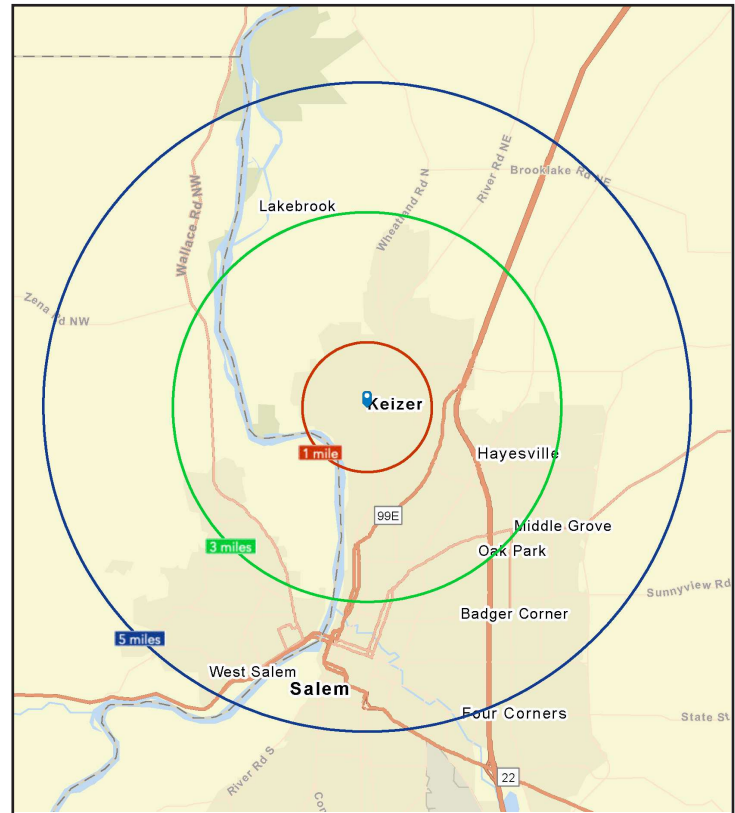 Brooklake Rd NE
River Rd NE
Wheatland Rd N
Lakebrook
Wallace Rd NW
Zena Rd NW
Keizer
1 mile
Hayesville
99E
Middle Grove
3 miles
Oak Park
Sunnyview Rd
Badger Corner
5 miles
West Salem
Salem
Four Corners
State St
River Rd S
22